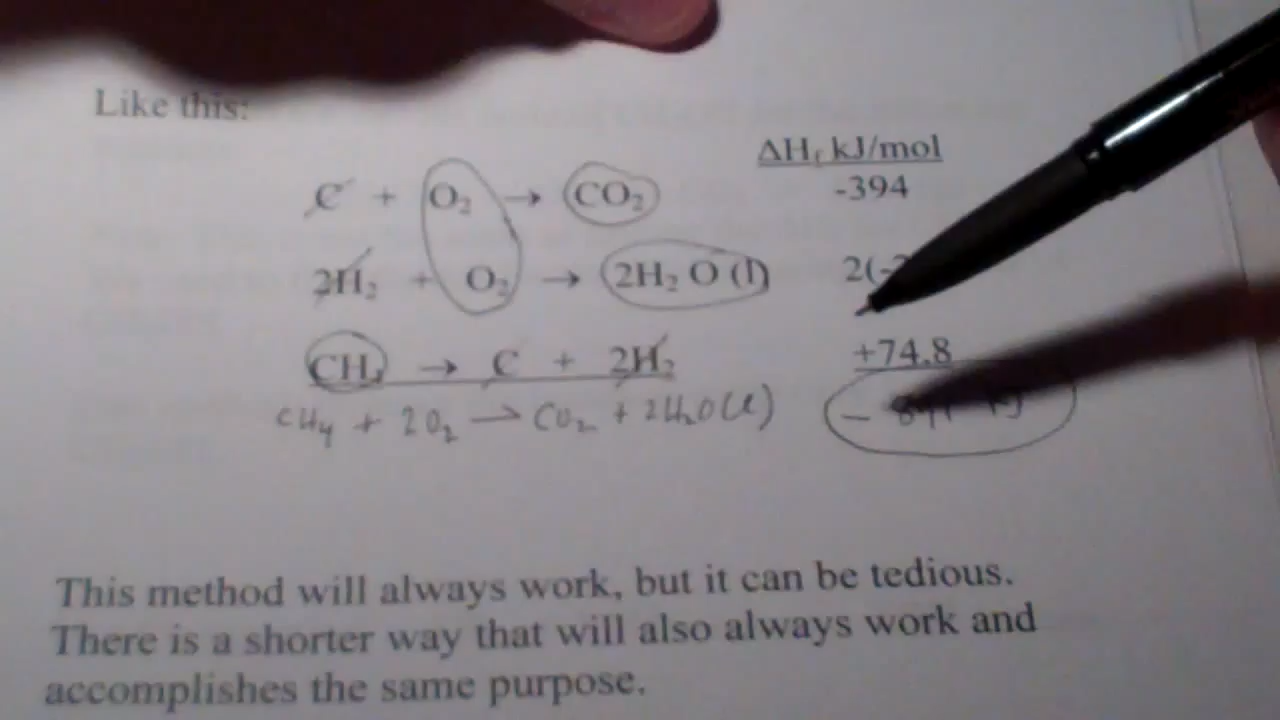 Like this:
ΔHf kJ/mol
C + O₂ → CO₂ -394
2H₂ + O₂ → 2H₂ O (l) 2(-
CH₄ → C + 2H₂ +74.8
CH₄ + 2O₂ → CO₂ + 2H₂O(l) -
This method will always work, but it can be tedious.
There is a shorter way that will also always work and
accomplishes the same purpose.